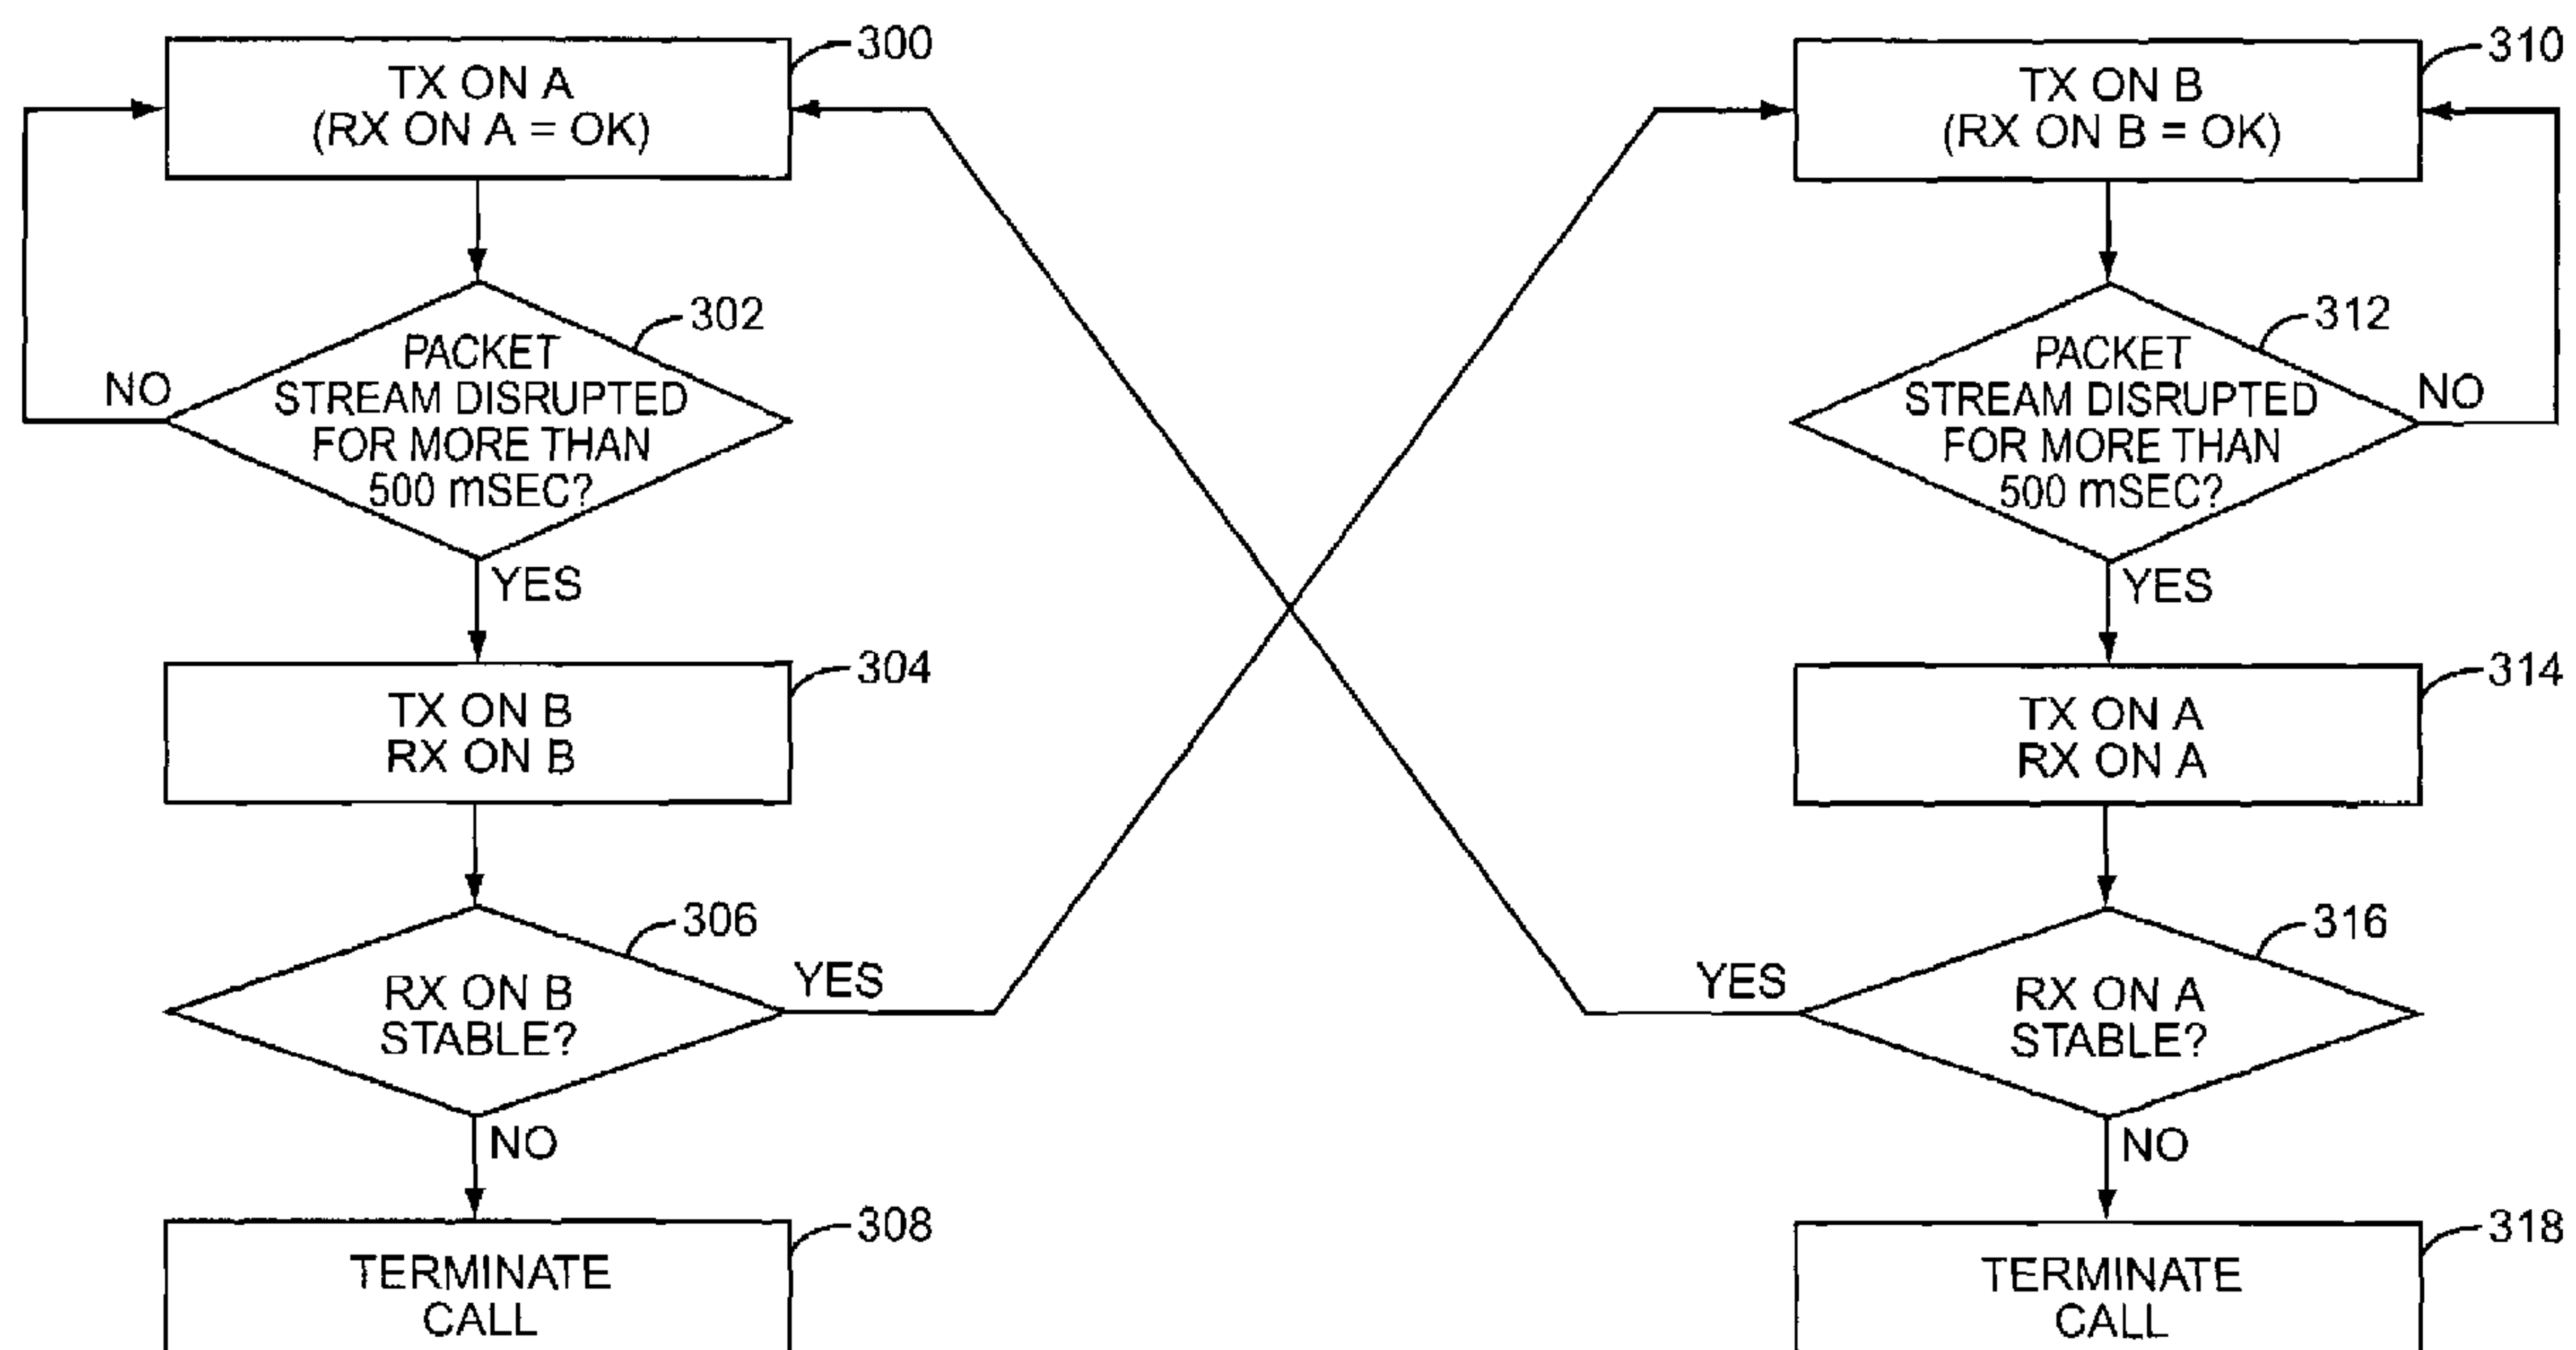 300
TX ON A
(RX ON A = OK)
302
PACKET
STREAM DISRUPTED
FOR MORE THAN
500 mSEC?
NO
YES
304
TX ON B
RX ON B
306
RX ON B
STABLE?
YES
NO
308
TERMINATE
CALL
310
TX ON B
(RX ON B = OK)
312
PACKET
STREAM DISRUPTED
FOR MORE THAN
500 mSEC?
NO
YES
314
TX ON A
RX ON A
316
RX ON A
STABLE?
YES
NO
318
TERMINATE
CALL